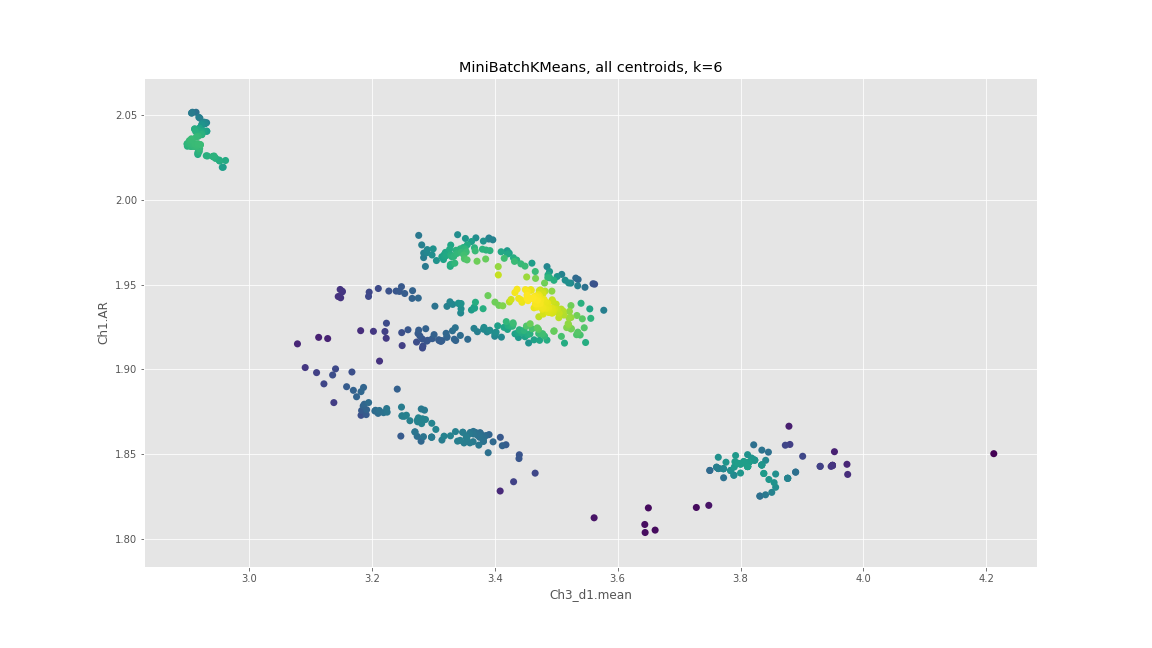 MiniBatchKMeans, all centroids, k=6
2.05
2.00
1.95
1.90
1.85
1.80
Ch1.AR
3.0 3.2 3.4 3.6 3.8 4.0 4.2
Ch3_d1.mean